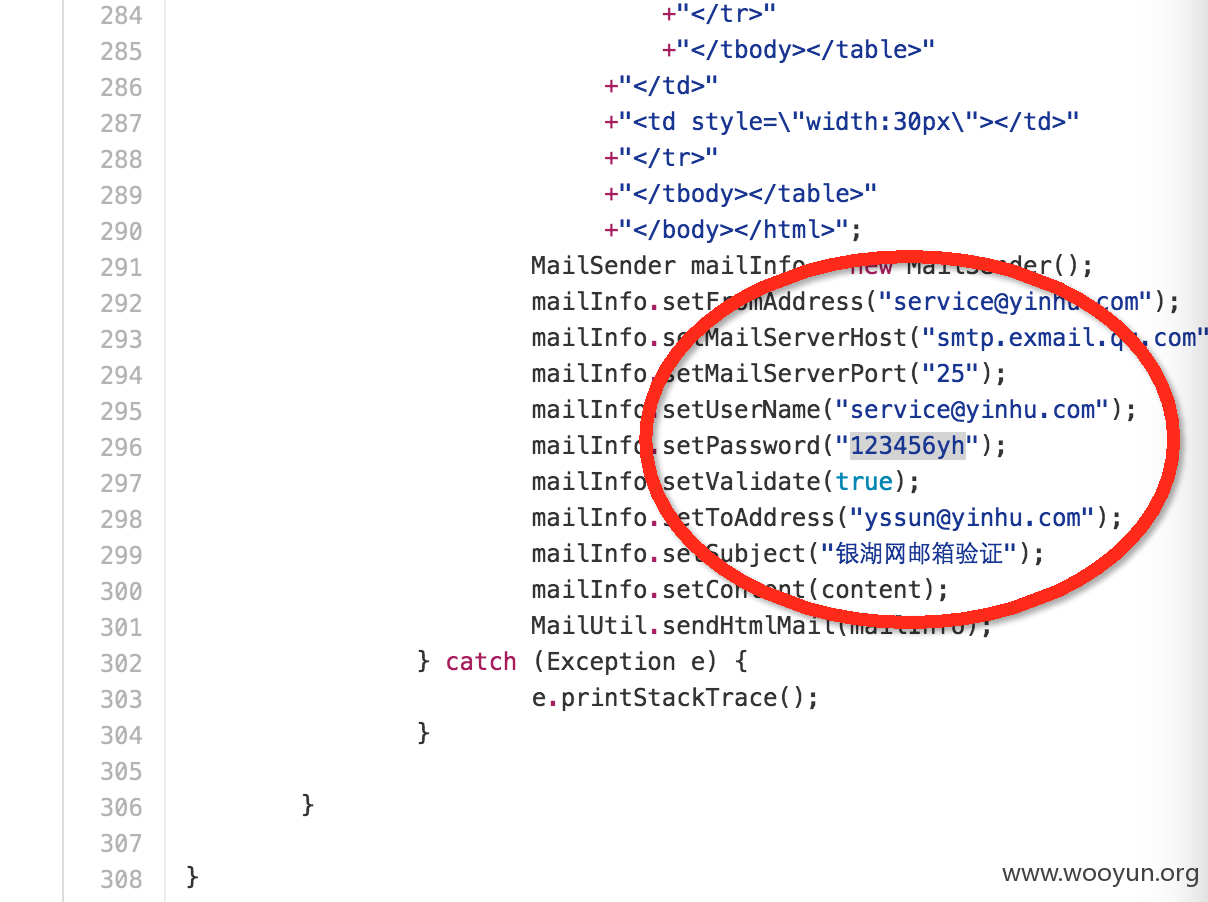 284 +"</tr>"
285 +"</tbody></table>"
286 +"</td>"
287 +"<td style=\"width:30px\"></td>"
288 +"</tr>"
289 +"</tbody></table>"
290 +"</body></html>";
291 MailSender mailInfo = new MailSender();
292 mailInfo.setFromAddress("service@yinhu.com");
293 mailInfo.setMailServerHost("smtp.exmail.qq.com"
294 mailInfo.setMailServerPort("25");
295 mailInfo.setUserName("service@yinhu.com");
296 mailInfo.setPassword("123456yh");
297 mailInfo.setValidate(true);
298 mailInfo.setToAddress("yssun@yinhu.com");
299 mailInfo.setSubject("银湖网邮箱验证");
300 mailInfo.setContent(content);
301 MailUtil.sendHtmlMail(mailInfo);
302 } catch (Exception e) {
303 e.printStackTrace();
304 }
305
306 }
307
308 }
www.wooyun.org